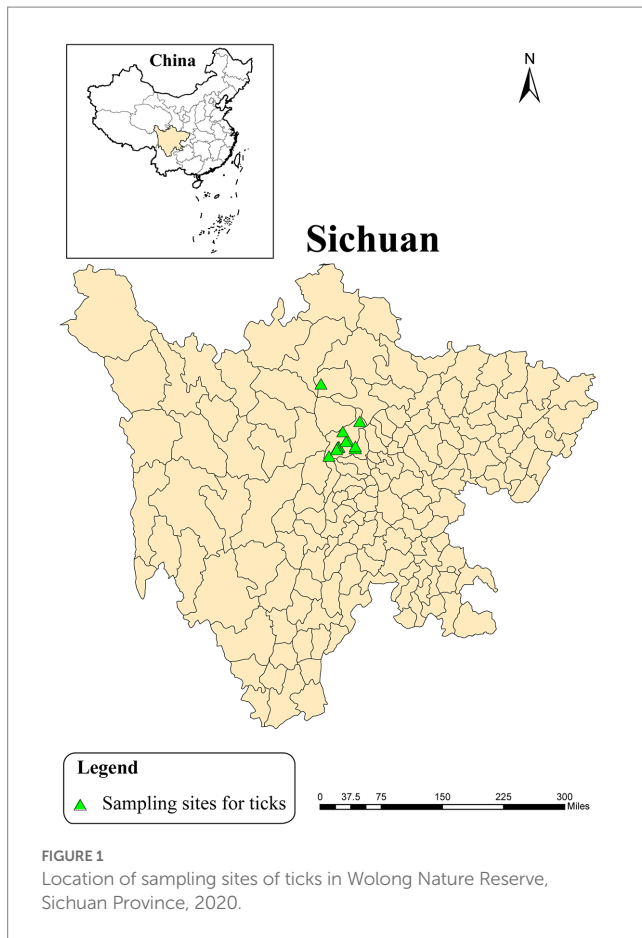 China
N
Sichuan
Legend
Sampling sites for ticks
0 37.5 75 150 225 300
Miles
FIGURE 1
Location of sampling sites of ticks in Wolong Nature Reserve,
Sichuan Province, 2020.